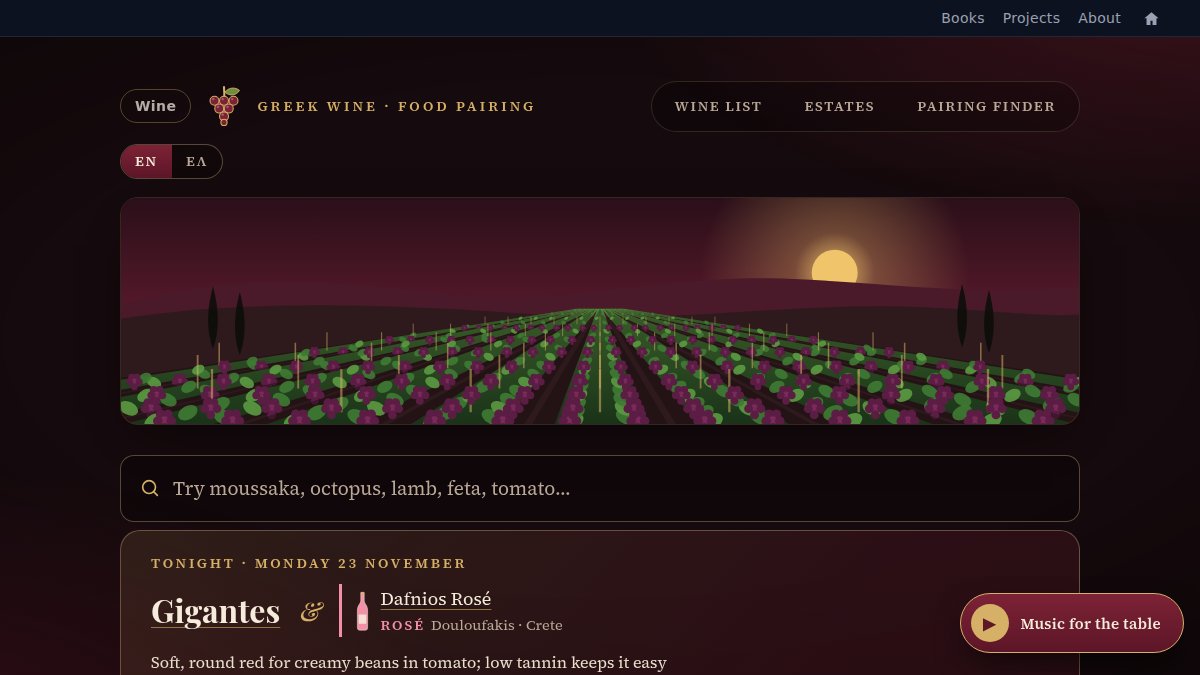 Books Projects About
Wine GREEK WINE · FOOD PAIRING WINE LIST ESTATES PAIRING FINDER
EN ΕΛ
Try moussaka, octopus, lamb, feta, tomato...
TONIGHT · MONDAY 23 NOVEMBER
Gigantes & Dafnios Rosé
ROSÉ Douloufakis · Crete
Music for the table
Soft, round red for creamy beans in tomato; low tannin keeps it easy